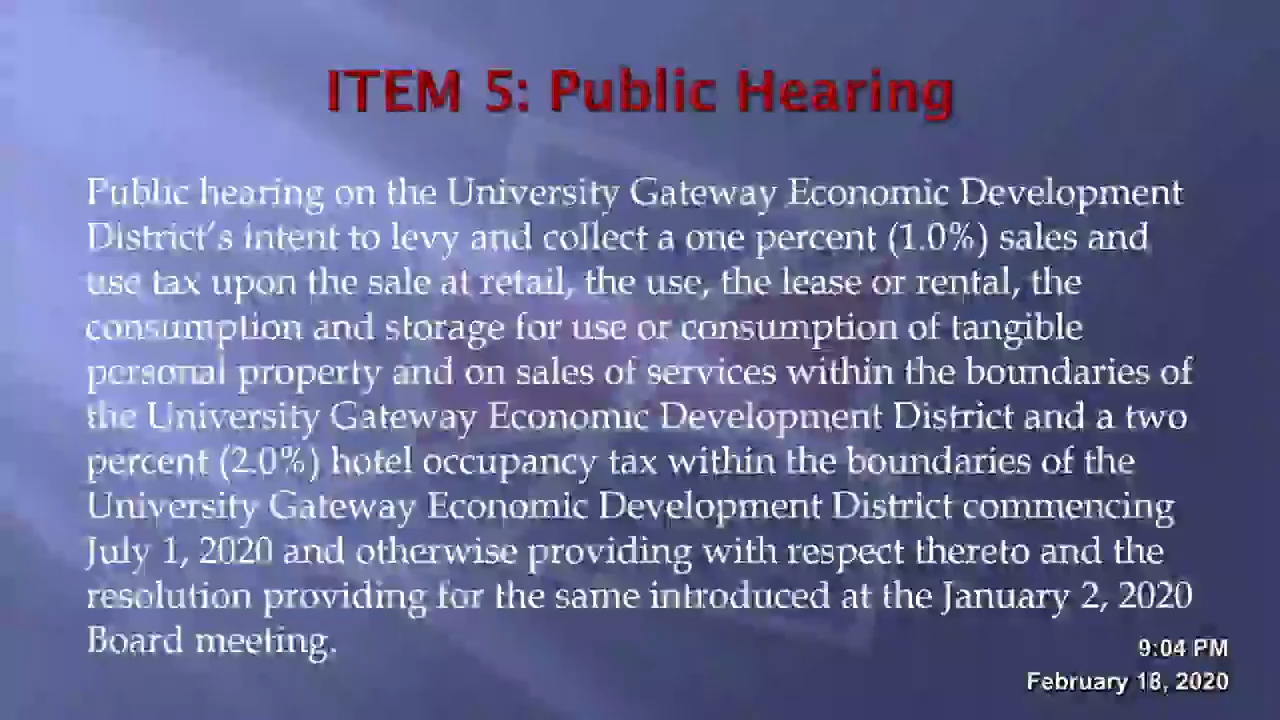 ITEM 5: Public Hearing
Public hearing on the University Gateway Economic Development
District's intent to levy and collect a one percent (1.0%) sales and
use tax upon the sale at retail, the use, the lease or rental, the
consumption and storage for use or consumption of tangible
personal property and on sales of services within the boundaries of
the University Gateway Economic Development District and a two
percent (2.0%) hotel occupancy tax within the boundaries of the
University Gateway Economic Development District commencing
July 1, 2020 and otherwise providing with respect thereto and the
resolution providing for the same introduced at the January 2, 2020
Board meeting.
9:04 PM
February 18, 2020